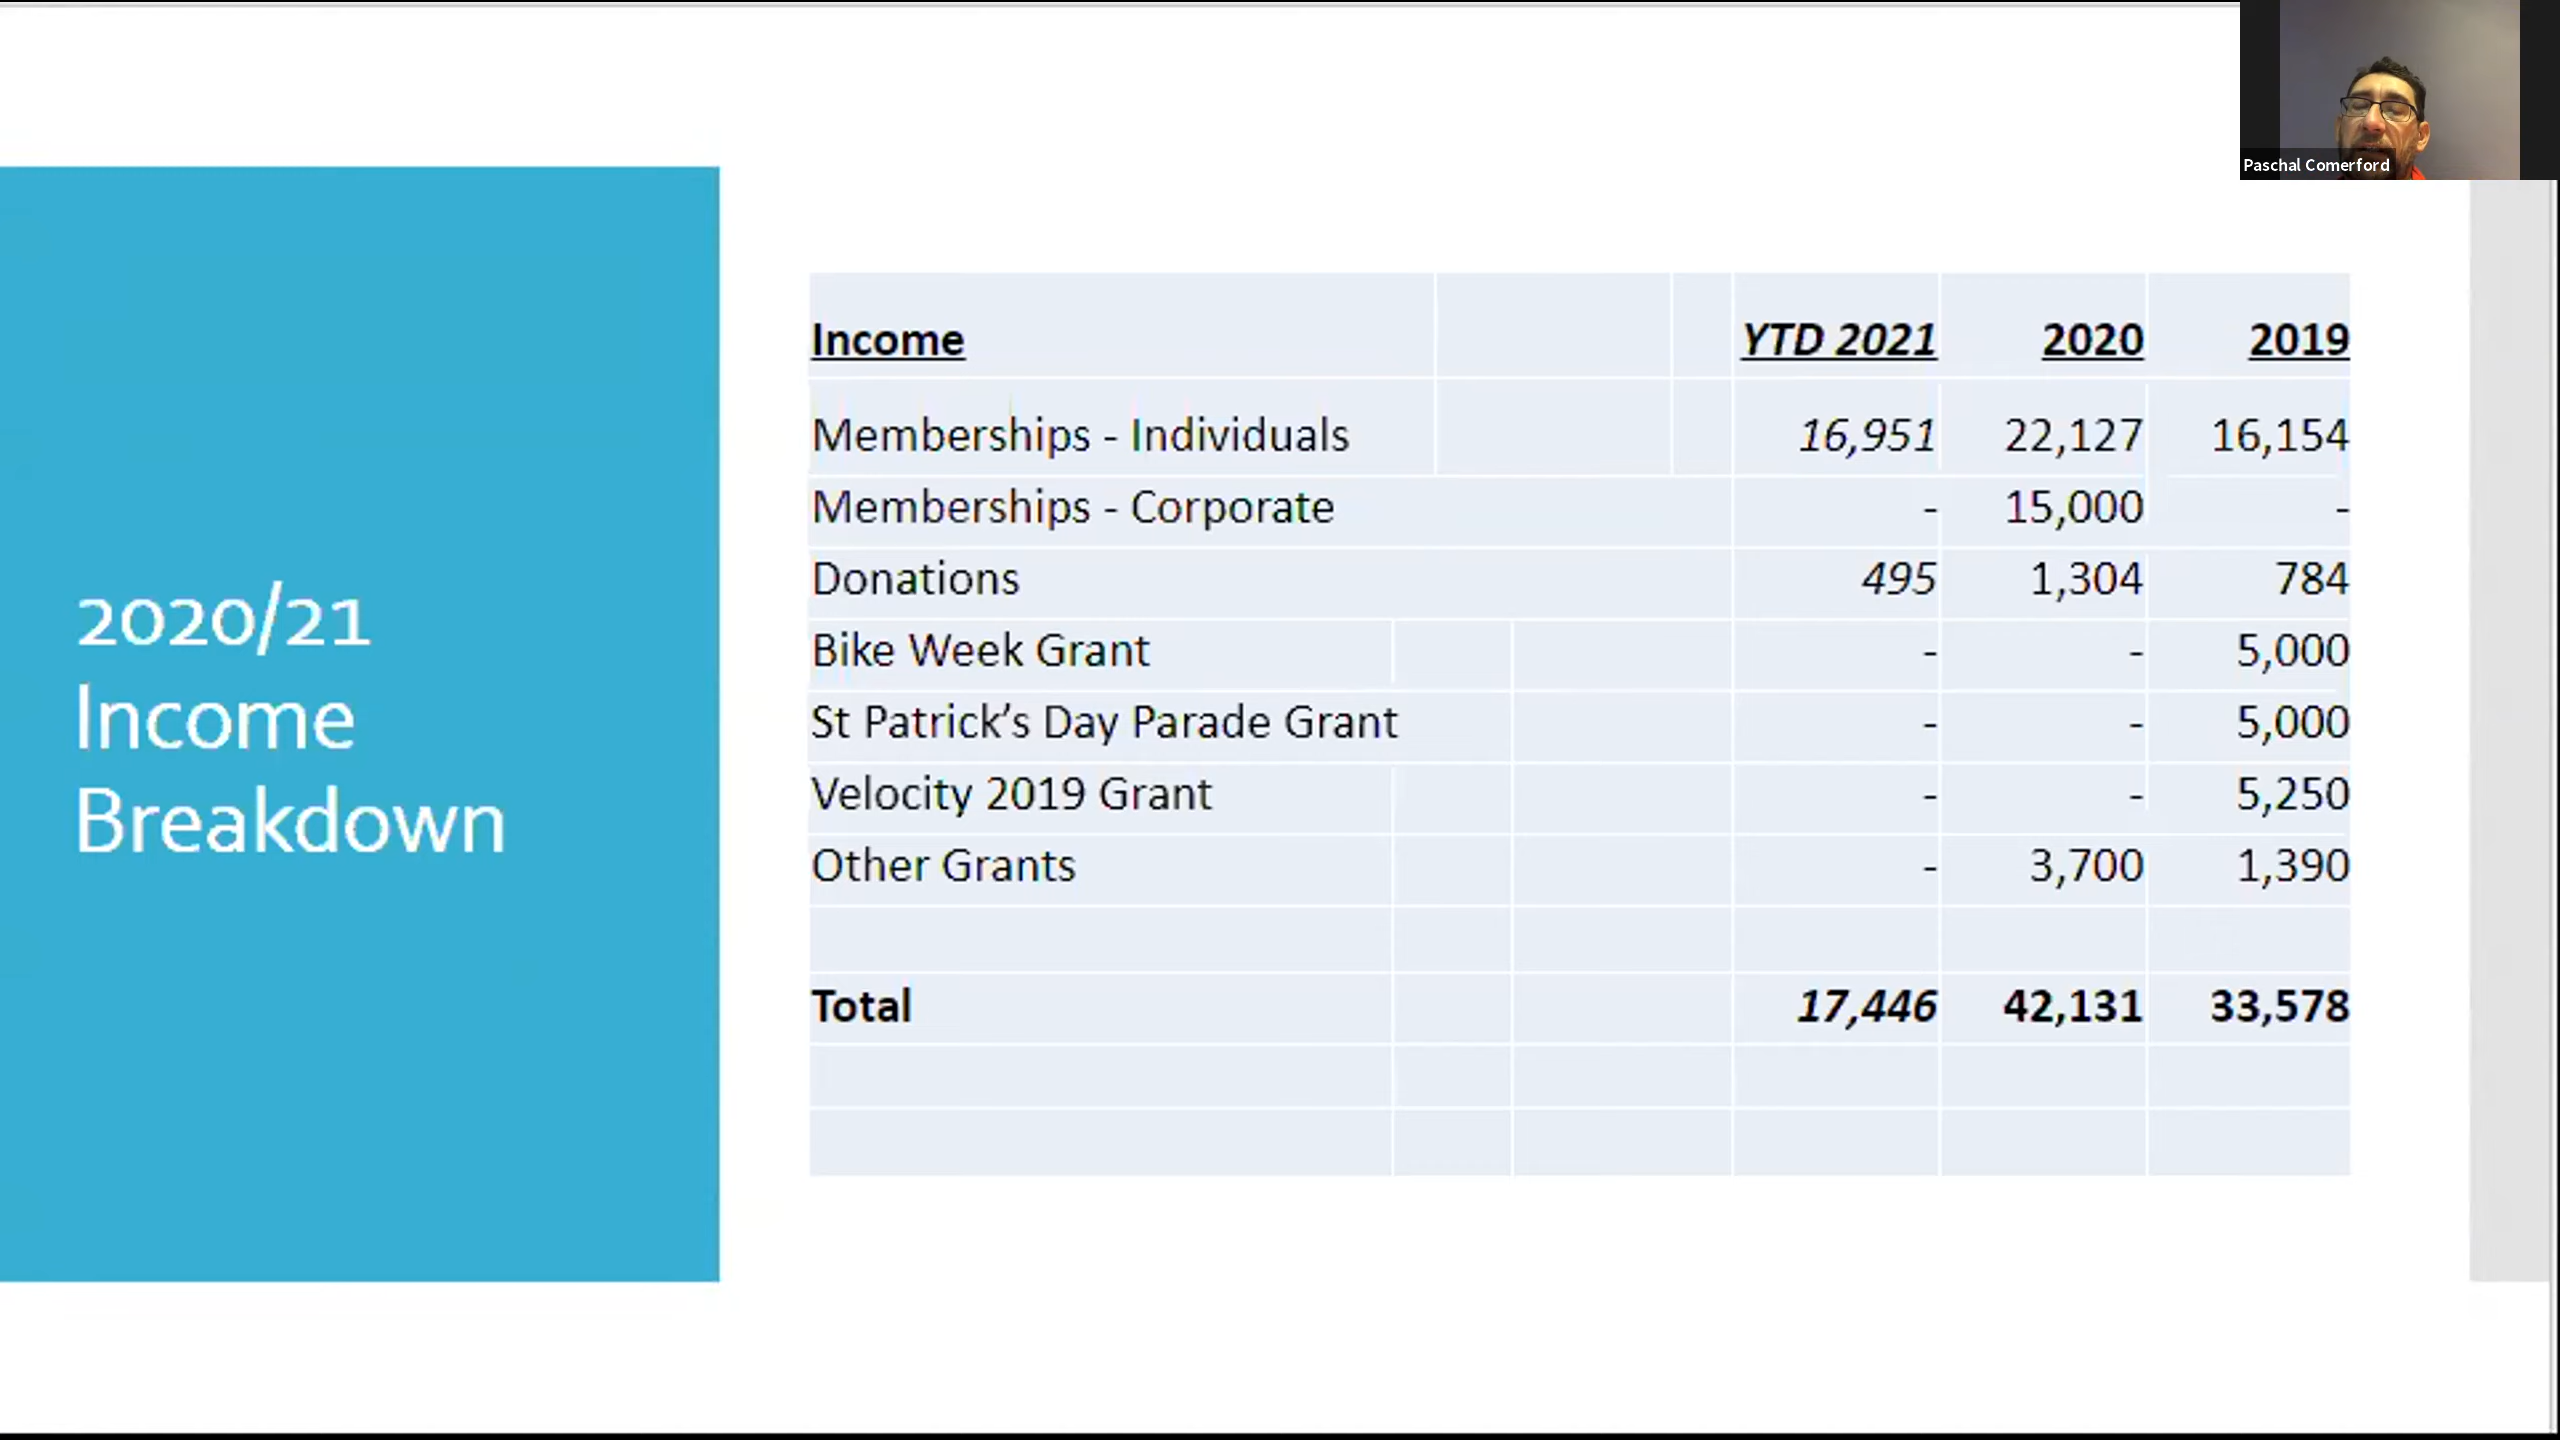 Paschal Comerford
2020/21
Income
Breakdown
Income YTD 2021 2020 2019
Memberships - Individuals 16,951 22,127 16,154
Memberships - Corporate - 15,000 -
Donations 495 1,304 784
Bike Week Grant - - 5,000
St Patrick’s Day Parade Grant - - 5,000
Velocity 2019 Grant - - 5,250
Other Grants - 3,700 1,390
Total 17,446 42,131 33,578